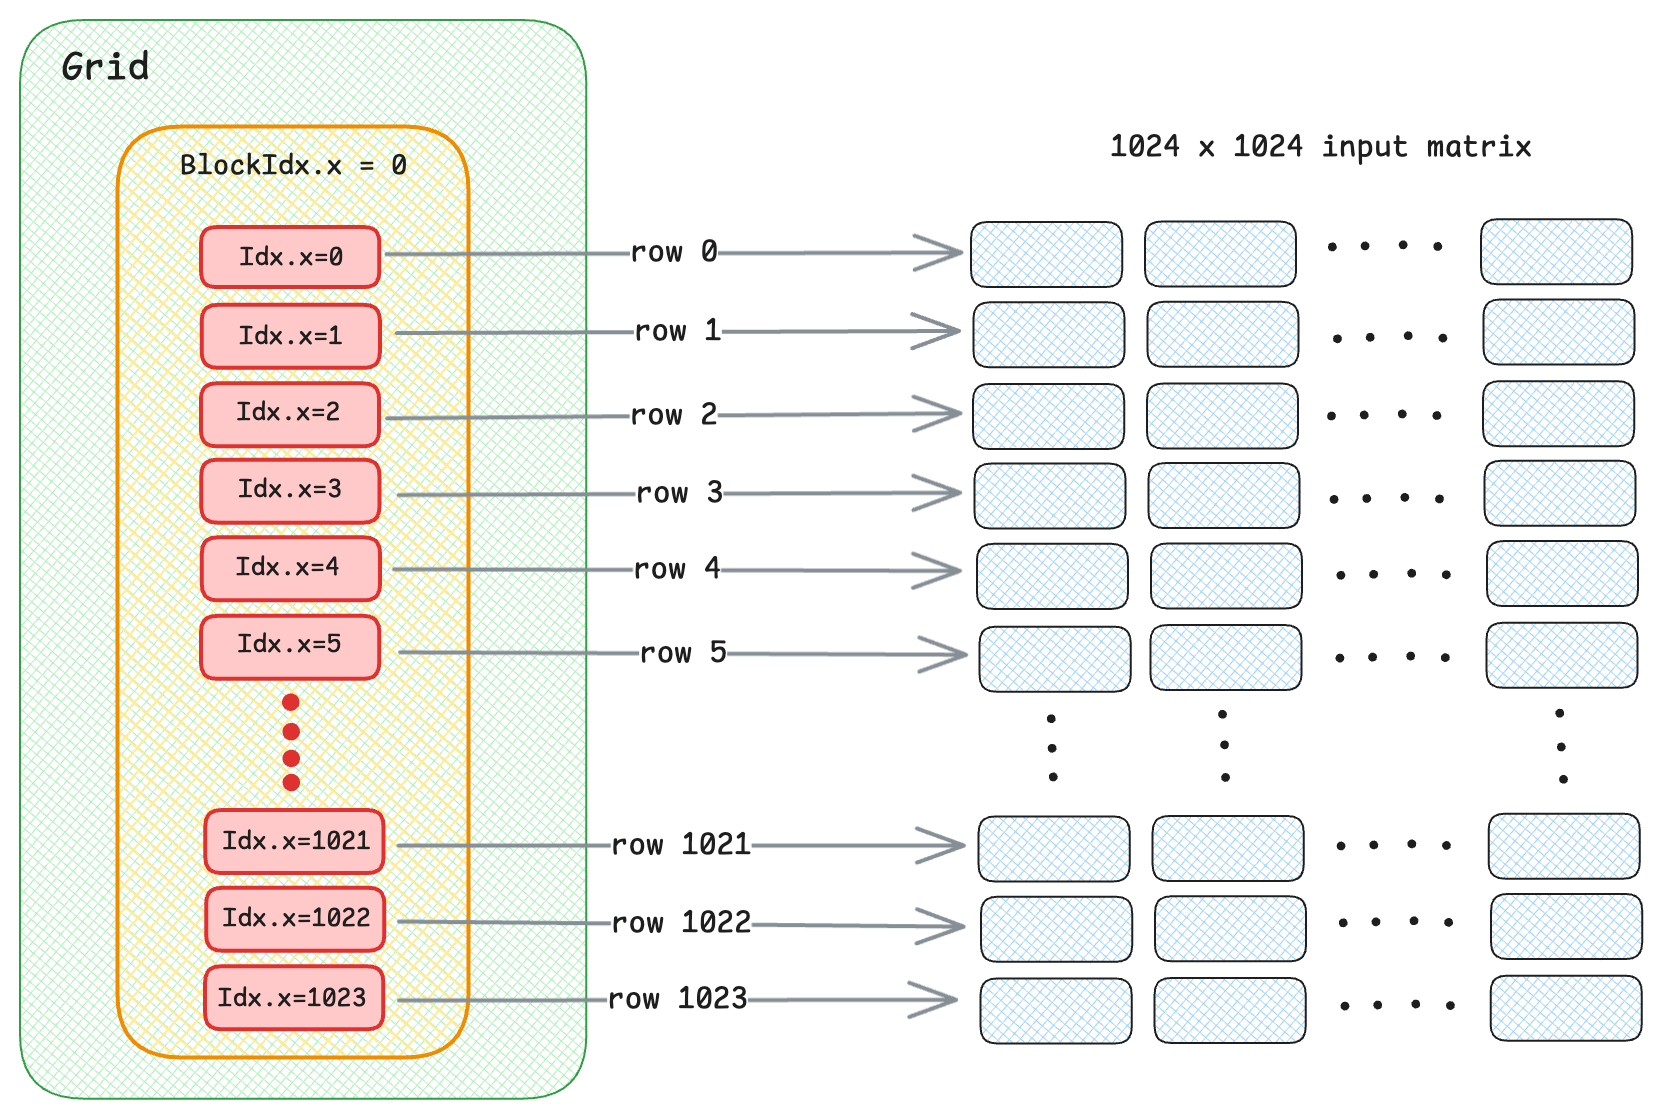 Grid
BlockIdx.x = 0
1024 x 1024 input matrix
Idx.x=0
row 0
Idx.x=1
row 1
Idx.x=2
row 2
Idx.x=3
row 3
Idx.x=4
row 4
Idx.x=5
row 5
Idx.x=1021
row 1021
Idx.x=1022
row 1022
Idx.x=1023
row 1023